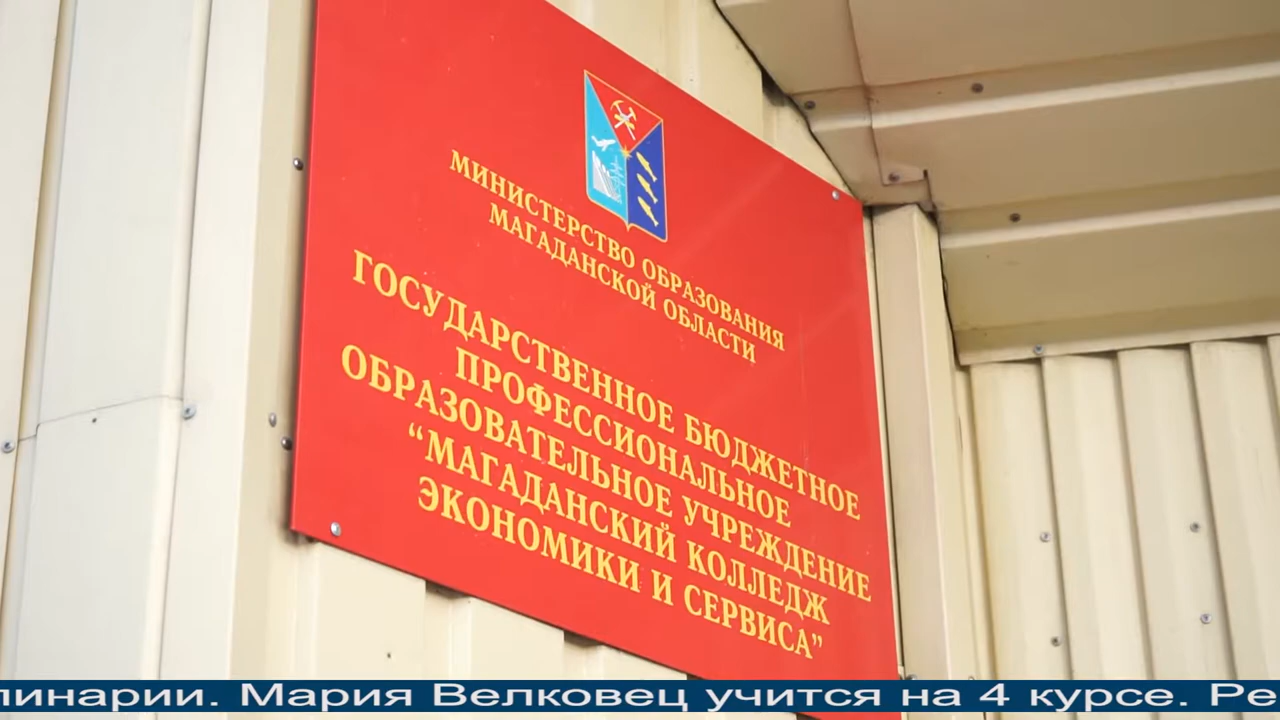 МИНИСТЕРСТВО ОБРАЗОВАНИЯ
МАГАДАНСКОЙ ОБЛАСТИ
ГОСУДАРСТВЕННОЕ БЮДЖЕТНОЕ
ПРОФЕССИОНАЛЬНОЕ
ОБРАЗОВАТЕЛЬНОЕ УЧРЕЖДЕНИЕ
“МАГАДАНСКИЙ КОЛЛЕДЖ
ЭКОНОМИКИ И СЕРВИСА”
линарии. Мария Велковец учится на 4 курсе. Ре